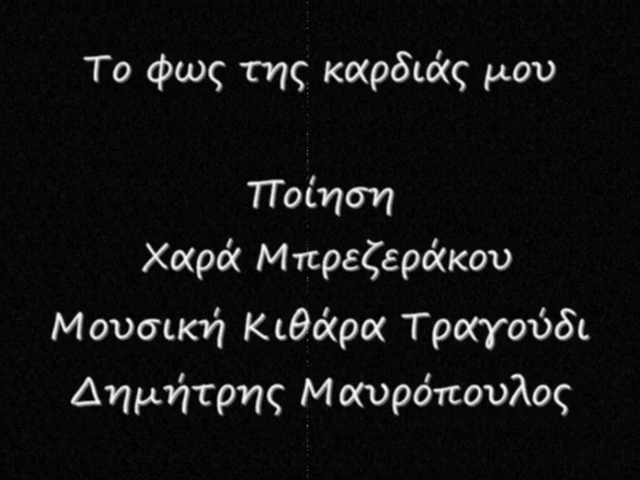 Το φως της καρδιάς μου
Ποίηση
Χαρά Μπρεζεράκου
Μουσική Κιθάρα Τραγούδι
Δημήτρης Μαυρόπουλος